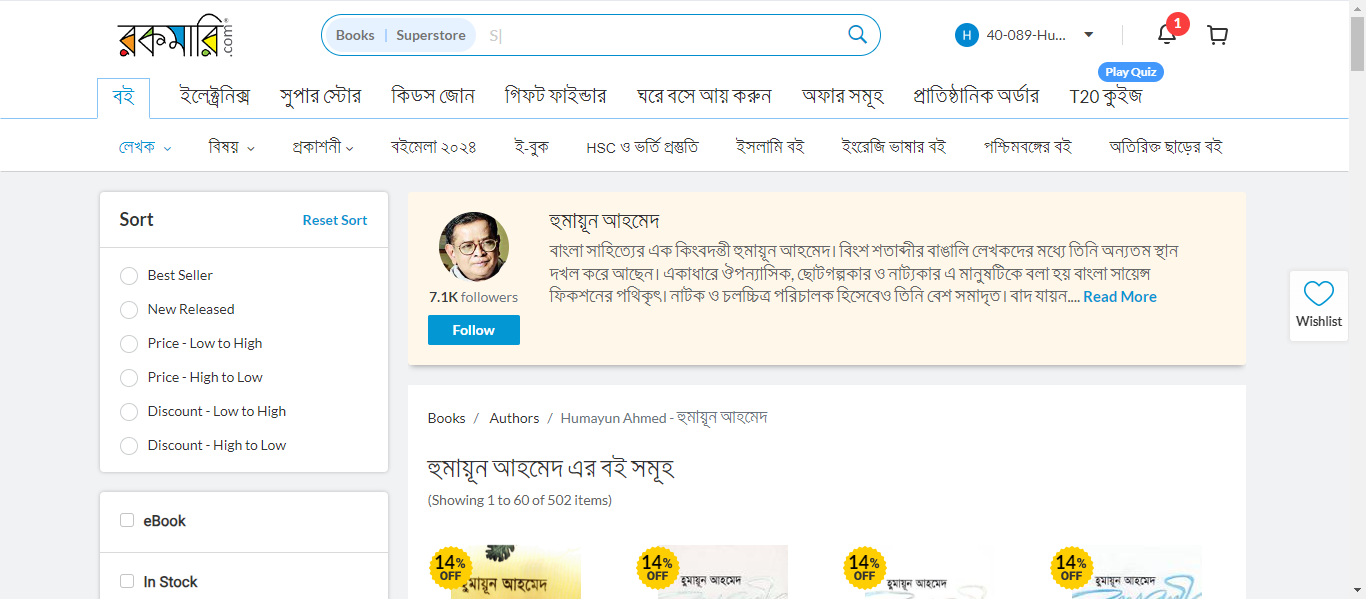 রকমারি.com
Books | Superstore S
H 40-089-Hu... 1
Play Quiz
বই ইলেক্ট্রনিক্স সুপার স্টোর কিডস জোন গিফট ফাইন্ডার ঘরে বসে আয় করুন অফার সমূহ প্রাতিষ্ঠানিক অর্ডার T20 কুইজ
লেখক বিষয় প্রকাশনী বইমেলা ২০২৪ ই-বুক HSC ও ভর্তি প্রস্তুতি ইসলামি বই ইংরেজি ভাষার বই পশ্চিমবঙ্গের বই অতিরিক্ত ছাড়ের বই
Sort Reset Sort
Best Seller
New Released
Price - Low to High
Price - High to Low
Discount - Low to High
Discount - High to Low
eBook
In Stock
হুমায়ূন আহমেদ
বাংলা সাহিত্যের এক কিংবদন্তী হুমায়ূন আহমেদ। বিংশ শতাব্দীর বাঙালি লেখকদের মধ্যে তিনি অন্যতম স্থান
দখল করে আছেন। একাধারে ঔপন্যাসিক, ছোটগল্পকার ও নাট্যকার এ মানুষটিকে বলা হয় বাংলা সায়েন্স
ফিকশনের পথিকৃৎ। নাটক ও চলচ্চিত্র পরিচালক হিসেবেও তিনি বেশ সমাদৃত। বাদ যায়ন.... Read More
7.1K followers
Follow
Wishlist
Books / Authors / Humayun Ahmed - হুমায়ূন আহমেদ
হুমায়ূন আহমেদ এর বই সমূহ
(Showing 1 to 60 of 502 items)
14% OFF
হুমায়ূন আহমেদ
14% OFF
হুমায়ূন আহমেদ
14% OFF
হুমায়ূন আহমেদ
14% OFF
হুমায়ূন আহমেদ